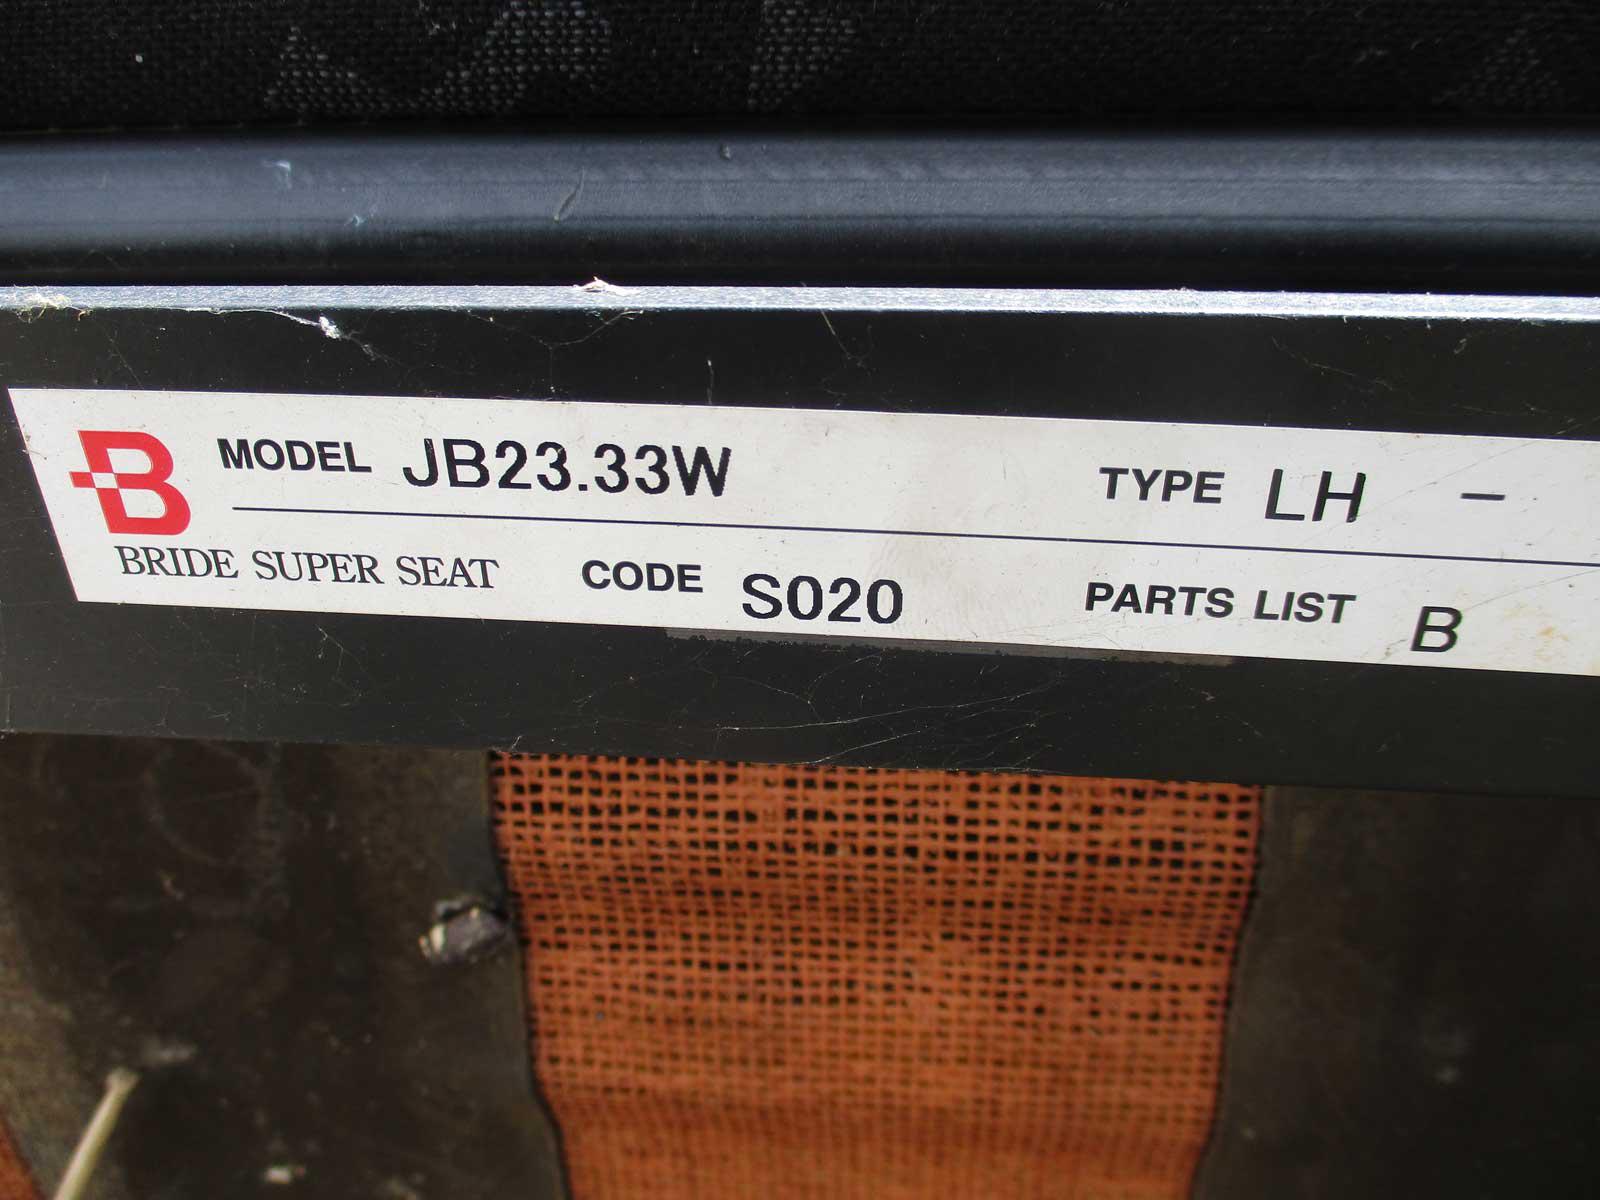 B MODEL JB23.33W TYPE LH -
BRIDE SUPER SEAT CODE S020 PARTS LIST B